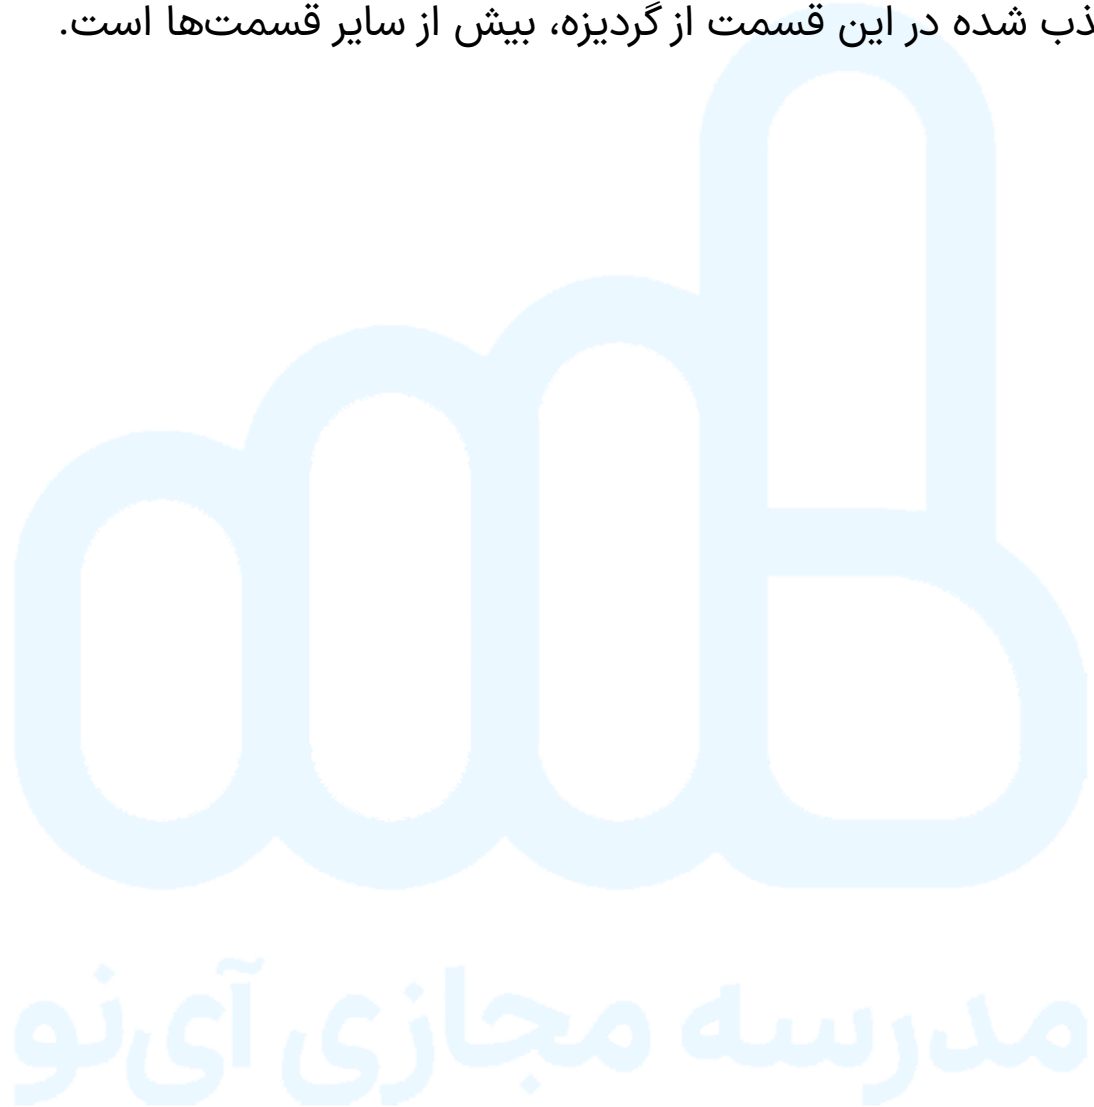 ذب شده در این قسمت از گردیزه، بیش از سایر قسمت‌ها است.
مدرسه مجازی آی‌نو